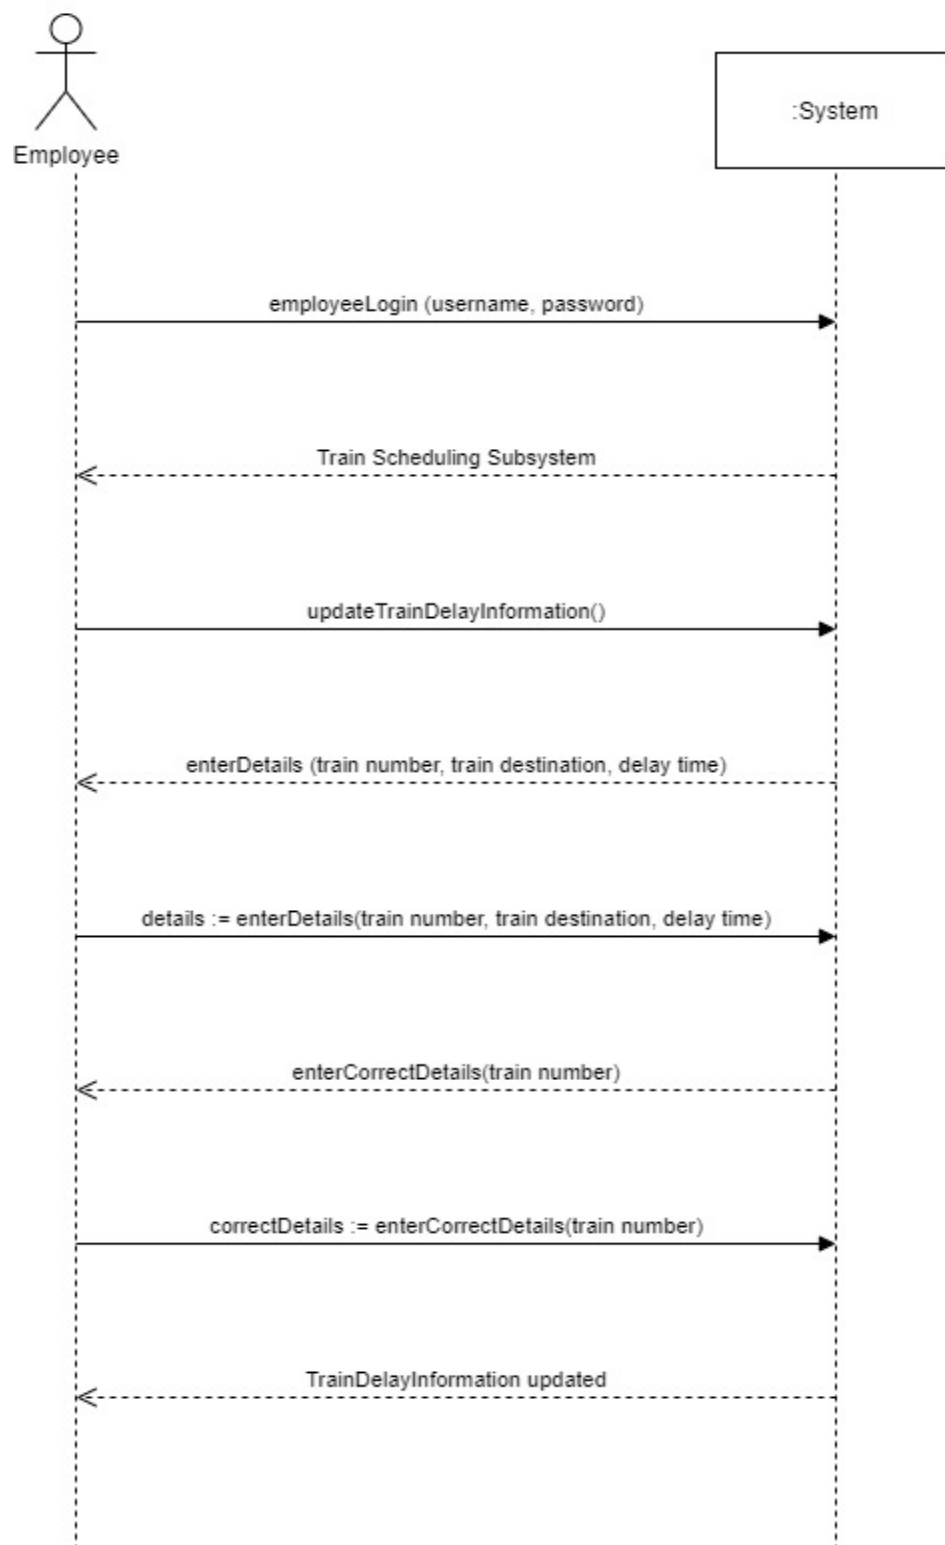 Employee
:System
employeeLogin (username, password)
Train Scheduling Subsystem
updateTrainDelayInformation()
enterDetails (train number, train destination, delay time)
details := enterDetails(train number, train destination, delay time)
enterCorrectDetails(train number)
correctDetails := enterCorrectDetails(train number)
TrainDelayInformation updated